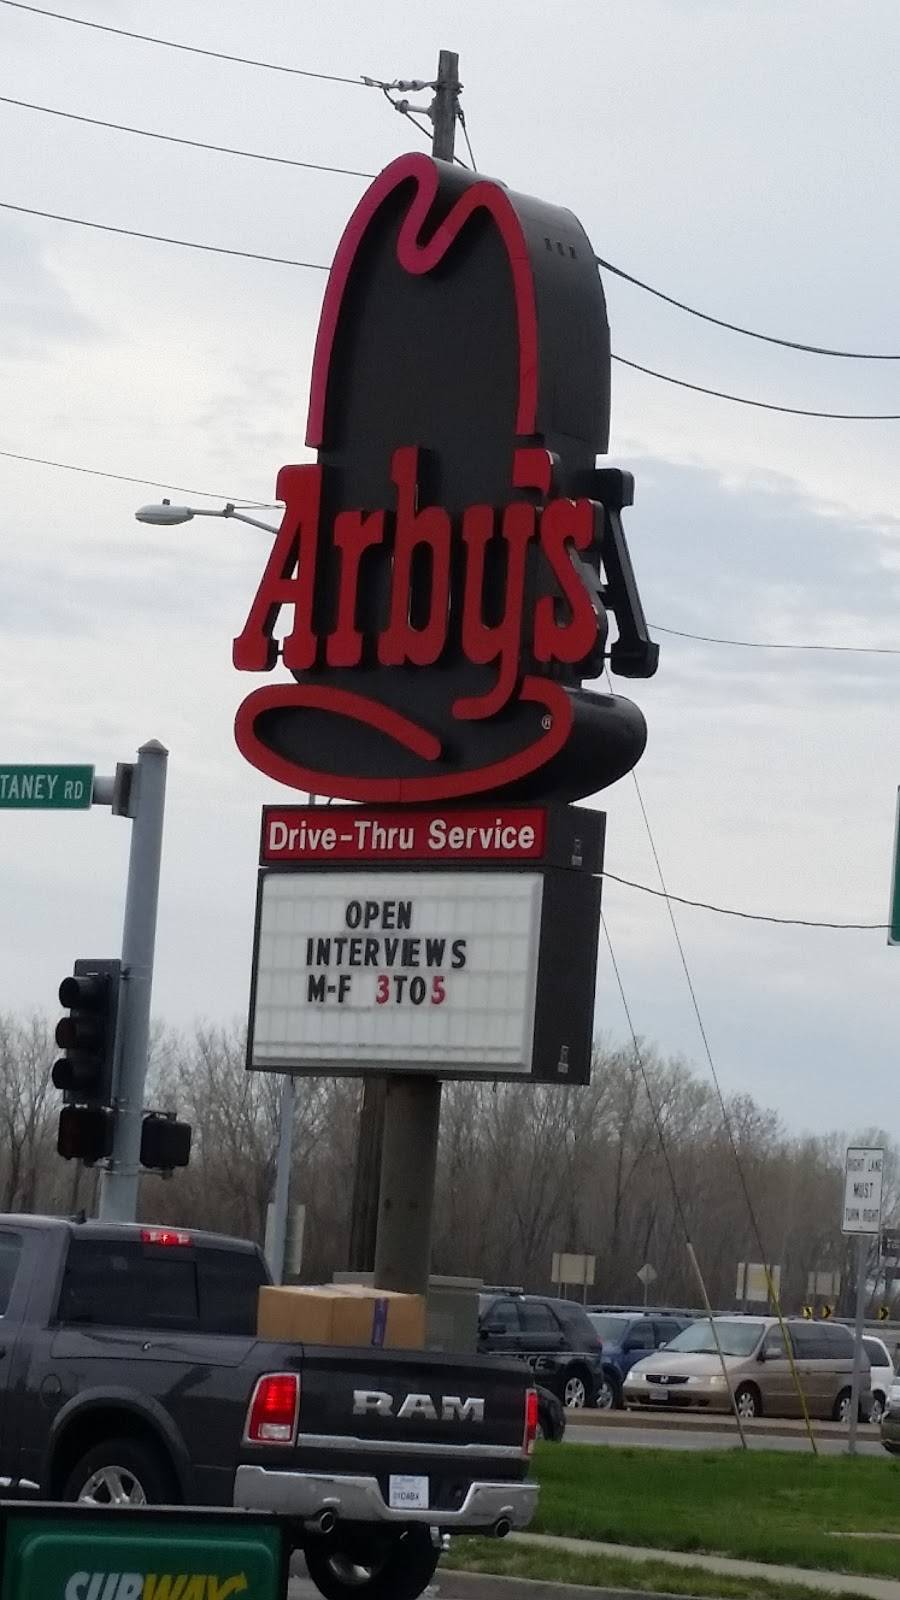 Arby's
®
TANEY RD
Drive-Thru Service
OPEN
INTERVIEWS
M-F 3TO5
RIGHT LANE
MUST
TURN RIGHT
RAM
SUBWAY